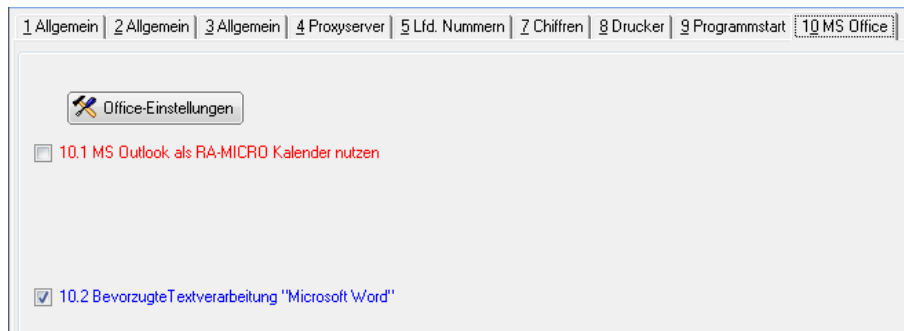 1 Allgemein 2 Allgemein 3 Allgemein 4 Proxyserver 5 Lfd. Nummern 7 Chiffren 8 Drucker 9 Programmstart 10 MS Office
Office-Einstellungen
10.1 MS Outlook als RA-MICRO Kalender nutzen
10.2 BevorzugteTextverarbeitung "Microsoft Word"